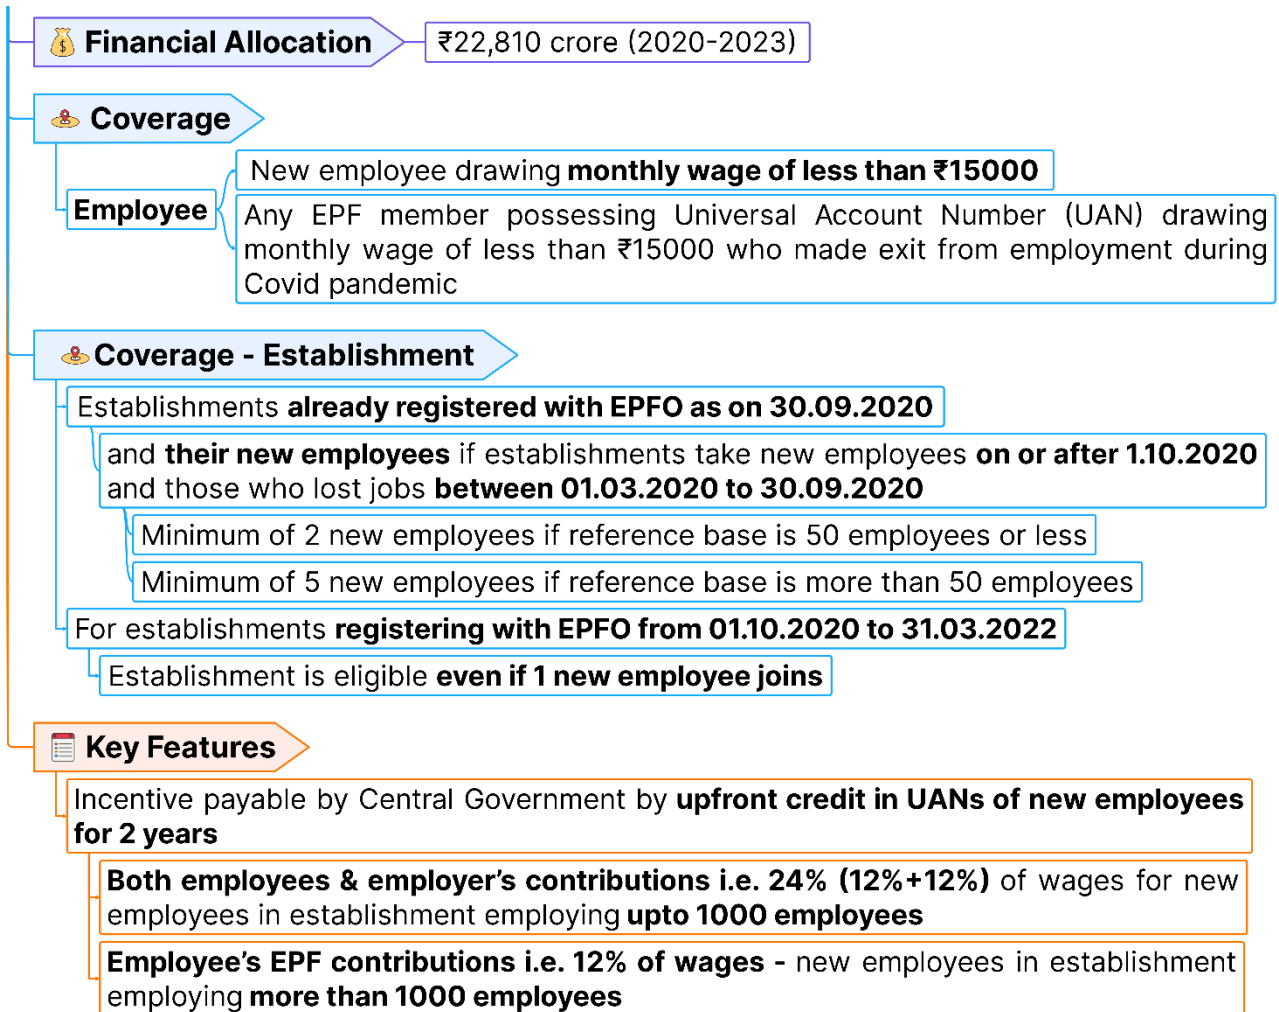 Financial Allocation
₹22,810 crore (2020-2023)
Coverage
New employee drawing monthly wage of less than ₹15000
Employee
Any EPF member possessing Universal Account Number (UAN) drawing
monthly wage of less than ₹15000 who made exit from employment during
Covid pandemic
Coverage - Establishment
Establishments already registered with EPFO as on 30.09.2020
and their new employees if establishments take new employees on or after 1.10.2020
and those who lost jobs between 01.03.2020 to 30.09.2020
Minimum of 2 new employees if reference base is 50 employees or less
Minimum of 5 new employees if reference base is more than 50 employees
For establishments registering with EPFO from 01.10.2020 to 31.03.2022
Establishment is eligible even if 1 new employee joins
Key Features
Incentive payable by Central Government by upfront credit in UANs of new employees
for 2 years
Both employees & employer's contributions i.e. 24% (12%+12%) of wages for new
employees in establishment employing upto 1000 employees
Employee's EPF contributions i.e. 12% of wages - new employees in establishment
employing more than 1000 employees